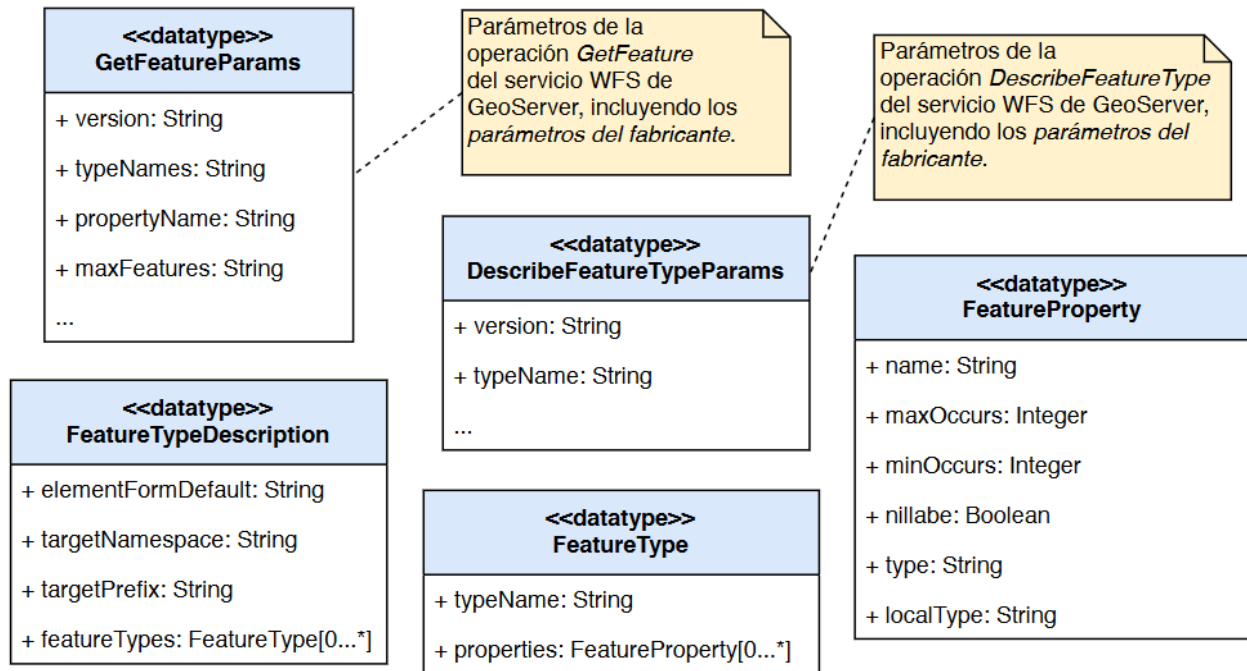 <<datatype>>
GetFeatureParams
+ version: String
+ typeNames: String
+ propertyName: String
+ maxFeatures: String
...
Parámetros de la
operación GetFeature
del servicio WFS de
GeoServer, incluyendo los
parámetros del fabricante.
Parámetros de la
operación DescribeFeatureType
del servicio WFS de GeoServer,
incluyendo los parámetros del
fabricante.
<<datatype>>
DescribeFeatureTypeParams
+ version: String
+ typeName: String
...
<<datatype>>
FeatureProperty
+ name: String
+ maxOccurs: Integer
+ minOccurs: Integer
+ nillabe: Boolean
+ type: String
+ localType: String
<<datatype>>
FeatureTypeDescription
+ elementFormDefault: String
+ targetNamespace: String
+ targetPrefix: String
+ featureTypes: FeatureType[0...*]
<<datatype>>
FeatureType
+ typeName: String
+ properties: FeatureProperty[0...*]